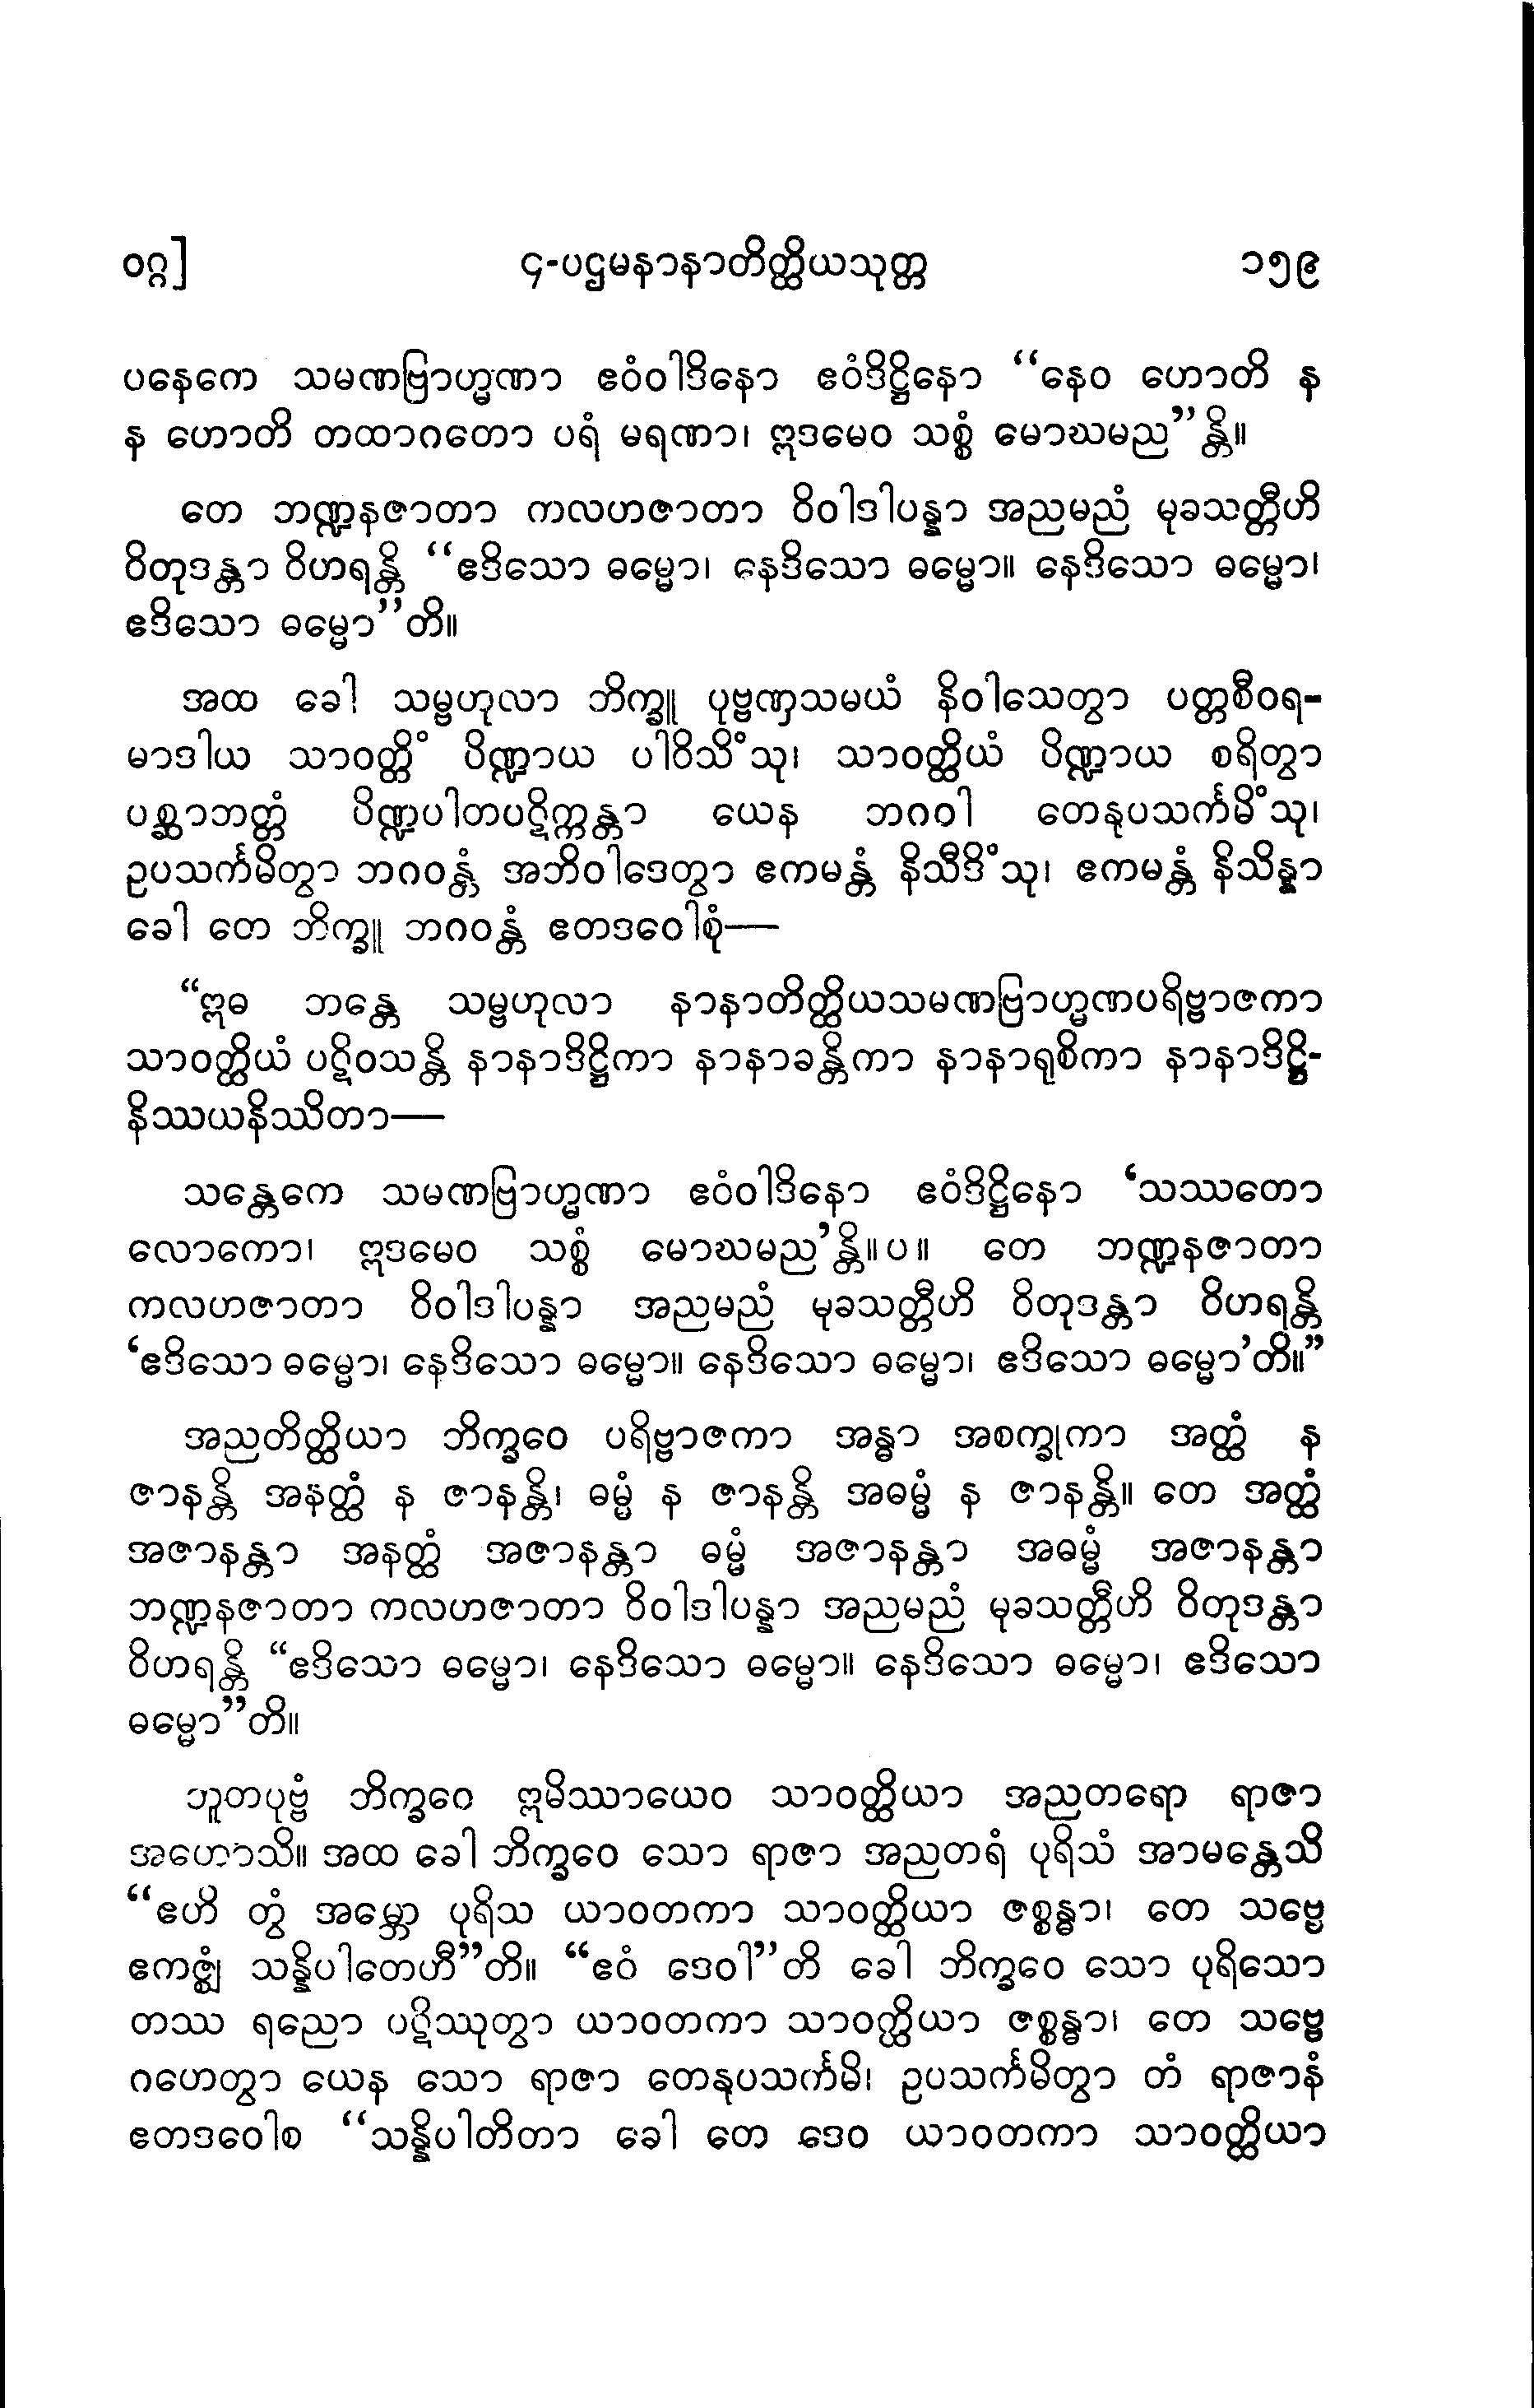 ဝဂ္ဂ]	၄-ပဌမနာနာတိတ္ထိယသုတ္တ	၁၅၉
ပနေကေ သမဏဗြာဟ္မဏာ ဧဝံဝါဒိနော ဧဝံဒိဋ္ဌိနော “နေဝ ဟောတိ န
န ဟောတိ တထာဂတော ပရံ မရဏာ၊ ဣဒမေဝ သစ္စံ မောဃမည”န္တိ။
တေ ဘဏ္ဍနဇာတာ ကလဟဇာတာ ဝိဝါဒါပန္နာ အညမညံ မုခသတ္တီဟိ
ဝိတုဒန္တာ ဝိဟရန္တိ “ဧဒိသော ဓမ္မော၊ နေဒိသော ဓမ္မော။ နေဒိသော ဓမ္မော၊
ဧဒိသော ဓမ္မော”တိ။
အထ ခေါ သမ္ဗဟုလာ ဘိက္ခူ ပုဗ္ဗဏှသမယံ နိဝါသေတွာ ပတ္တစီဝရ-
မာဒါယ သာဝတ္တိံ ပိဏ္ဍာယ ပါဝိသိံသု၊ သာဝတ္ထိယံ ပိဏ္ဍာယ စရိတွာ
ပစ္ဆာဘတ္တံ ပိဏ္ဍပါတပဋိက္ကန္တာ ယေန ဘဂဝါ တေနုပသင်္ကမိံသု၊
ဥပသင်္ကမိတွာ ဘဂဝန္တံ အဘိဝါဒေတွာ ဧကမန္တံ နိသီဒိံသု၊ ဧကမန္တံ နိသိန္နာ
ခေါ တေ ဘိက္ခူ ဘဂဝန္တံ ဧတဒဝေါစုံ—
“ဣဓ ဘန္တေ သမ္ဗဟုလာ နာနာတိတ္ထိယသမဏဗြာဟ္မဏပရိဗ္ဗာဇကာ
သာဝတ္ထိယံ ပဋိဝသန္တိ နာနာဒိဋ္ဌိကာ နာနာခန္တိကာ နာနာရုစိကာ နာနာဒိဋ္ဌိ-
နိဿယနိဿိတာ—
သန္တေကေ သမဏဗြာဟ္မဏာ ဧဝံဝါဒိနော ဧဝံဒိဋ္ဌိနော ‘သဿတော
လောကော၊ ဣဒမေဝ သစ္စံ မောဃမည’န္တိ။ပ။ တေ ဘဏ္ဍနဇာတာ
ကလဟဇာတာ ဝိဝါဒါပန္နာ အညမညံ မုခသတ္တီဟိ ဝိတုဒန္တာ ဝိဟရန္တိ
‘ဧဒိသော ဓမ္မော၊ နေဒိသော ဓမ္မော။ နေဒိသော ဓမ္မော၊ ဧဒိသော ဓမ္မော’တိ။”
အညတိတ္ထိယာ ဘိက္ခဝေ ပရိဗ္ဗာဇကာ အန္ဓာ အစက္ခုကာ အတ္ထံ န
ဇာနန္တိ အနတ္ထံ န ဇာနန္တိ၊ ဓမ္မံ န ဇာနန္တိ အဓမ္မံ န ဇာနန္တိ။ တေ အတ္ထံ
အဇာနန္တာ အနတ္ထံ အဇာနန္တာ ဓမ္မံ အဇာနန္တာ အဓမ္မံ အဇာနန္တာ
ဘဏ္ဍနဇာတာ ကလဟဇာတာ ဝိဝါဒါပန္နာ အညမညံ မုခသတ္တီဟိ ဝိတုဒန္တာ
ဝိဟရန္တိ “ဧဒိသော ဓမ္မော၊ နေဒိသော ဓမ္မော။ နေဒိသော ဓမ္မော၊ ဧဒိသော
ဓမ္မော”တိ။
ဘူတပုဗ္ဗံ ဘိက္ခဝေ ဣမိဿာယေဝ သာဝတ္ထိယာ အညတရော ရာဇာ
အဟောသိ။ အထ ခေါ ဘိက္ခဝေ သော ရာဇာ အညတရံ ပုရိသံ အာမန္တေသိ
“ဧဟိ တွံ အမ္ဘော ပုရိသ ယာဝတကာ သာဝတ္ထိယာ ဇစ္စန္ဓာ၊ တေ သဗ္ဗေ
ဧကဇ္ဈံ သန္နိပါတေဟီ”တိ။ “ဧဝံ ဒေဝါ”တိ ခေါ ဘိက္ခဝေ သော ပုရိသော
တဿ ရညော ပဋိဿုတွာ ယာဝတကာ သာဝတ္ထိယာ ဇစ္စန္ဓာ၊ တေ သဗ္ဗေ
ဂဟေတွာ ယေန သော ရာဇာ တေနုပသင်္ကမိ၊ ဥပသင်္ကမိတွာ တံ ရာဇာနံ
ဧတဒဝေါစ “သန္နိပါတိတာ ခေါ တေ ဒေဝ ယာဝတကာ သာဝတ္ထိယာ